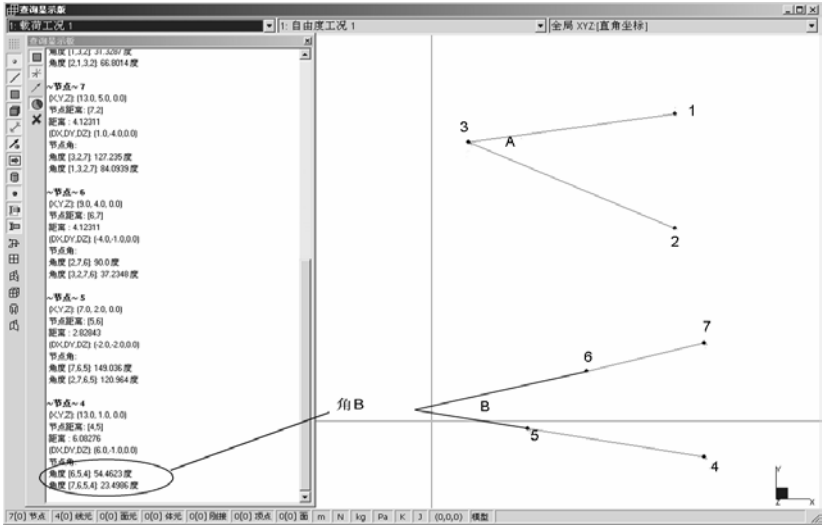 查询显示版
1: 载荷工况 1
1: 自由度工况 1
全局 XYZ[直角坐标]
查询显示版
角度 [1,3,2] 31.3287 度
角度 [2,1,3,2] 66.8014 度
~节点~ 7
(X,Y,Z): (13.0, 5.0, 0.0)
节点距离: [7,2]
距离 : 4.12311
(DX,DY,DZ): (1.0,-4.0,0.0)
节点角:
角度 [3,2,7] 127.235 度
角度 [1,3,2,7] 84.0939 度
~节点~ 6
(X,Y,Z): (9.0, 4.0, 0.0)
节点距离: [6,7]
距离 : 4.12311
(DX,DY,DZ): (-4.0,-1.0,0.0)
节点角:
角度 [2,7,6] 90.0 度
角度 [3,2,7,6] 37.2348 度
~节点~ 5
(X,Y,Z): (7.0, 2.0, 0.0)
节点距离: [5,6]
距离 : 2.82843
(DX,DY,DZ): (-2.0,-2.0,0.0)
节点角:
角度 [7,6,5] 149.036 度
角度 [2,7,6,5] 120.964 度
~节点~ 4
(X,Y,Z): (13.0, 1.0, 0.0)
节点距离: [4,5]
距离 : 6.08276
(DX,DY,DZ): (6.0,-1.0,0.0)
节点角:
角度 [6,5,4] 54.4623 度
角度 [7,6,5,4] 23.4986 度
角B
1
3
A
2
7
6
B
5
4
Y
Z X
7[0] 节点 4[0] 线元 0[0] 面元 0[0] 体元 0[0] 刚接 0[0] 顶点 0[0] 面 m N kg Pa K J (0,0,0) 模型